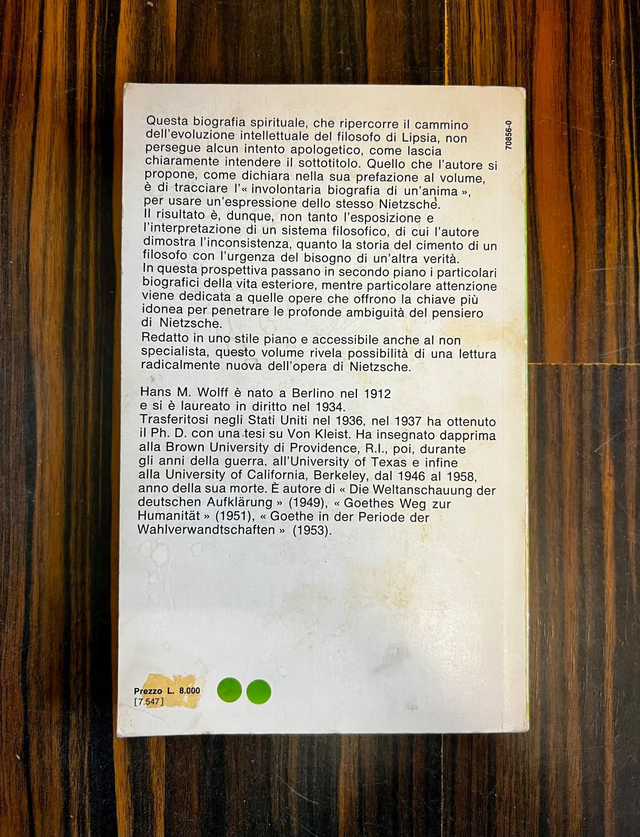 Questa biografia spirituale, che ripercorre il cammino
dell'evoluzione intellettuale del filosofo di Lipsia, non
persegue alcun intento apologetico, come lascia
chiaramente intendere il sottotitolo. Quello che l'autore si
propone, come dichiara nella sua prefazione al volume,
è di tracciare l'« involontaria biografia di un'anima »,
per usare un'espressione dello stesso Nietzsche.
Il risultato è, dunque, non tanto l'esposizione e
l'interpretazione di un sistema filosofico, di cui l'autore
dimostra l'inconsistenza, quanto la storia del cimento di un
filosofo con l'urgenza del bisogno di un'altra verità.
In questa prospettiva passano in secondo piano i particolari
biografici della vita esteriore, mentre particolare attenzione
viene dedicata a quelle opere che offrono la chiave più
idonea per penetrare le profonde ambiguità del pensiero
di Nietzsche.
Redatto in uno stile piano e accessibile anche al non
specialista, questo volume rivela possibilità di una lettura
radicalmente nuova dell'opera di Nietzsche.
Hans M. Wolff è nato a Berlino nel 1912
e si è laureato in diritto nel 1934.
Trasferitosi negli Stati Uniti nel 1936, nel 1937 ha ottenuto
il Ph. D. con una tesi su Von Kleist. Ha insegnato dapprima
alla Brown University di Providence, R.I., poi, durante
gli anni della guerra, all'University of Texas e infine
alla University of California, Berkeley, dal 1946 al 1958,
anno della sua morte. È autore di « Die Weltanschauung der
deutschen Aufklärung » (1949), « Goethes Weg zur
Humanität » (1951), « Goethe in der Periode der
Wahlverwandtschaften » (1953).
70856-0
Prezzo L. 8.000
[7.547]